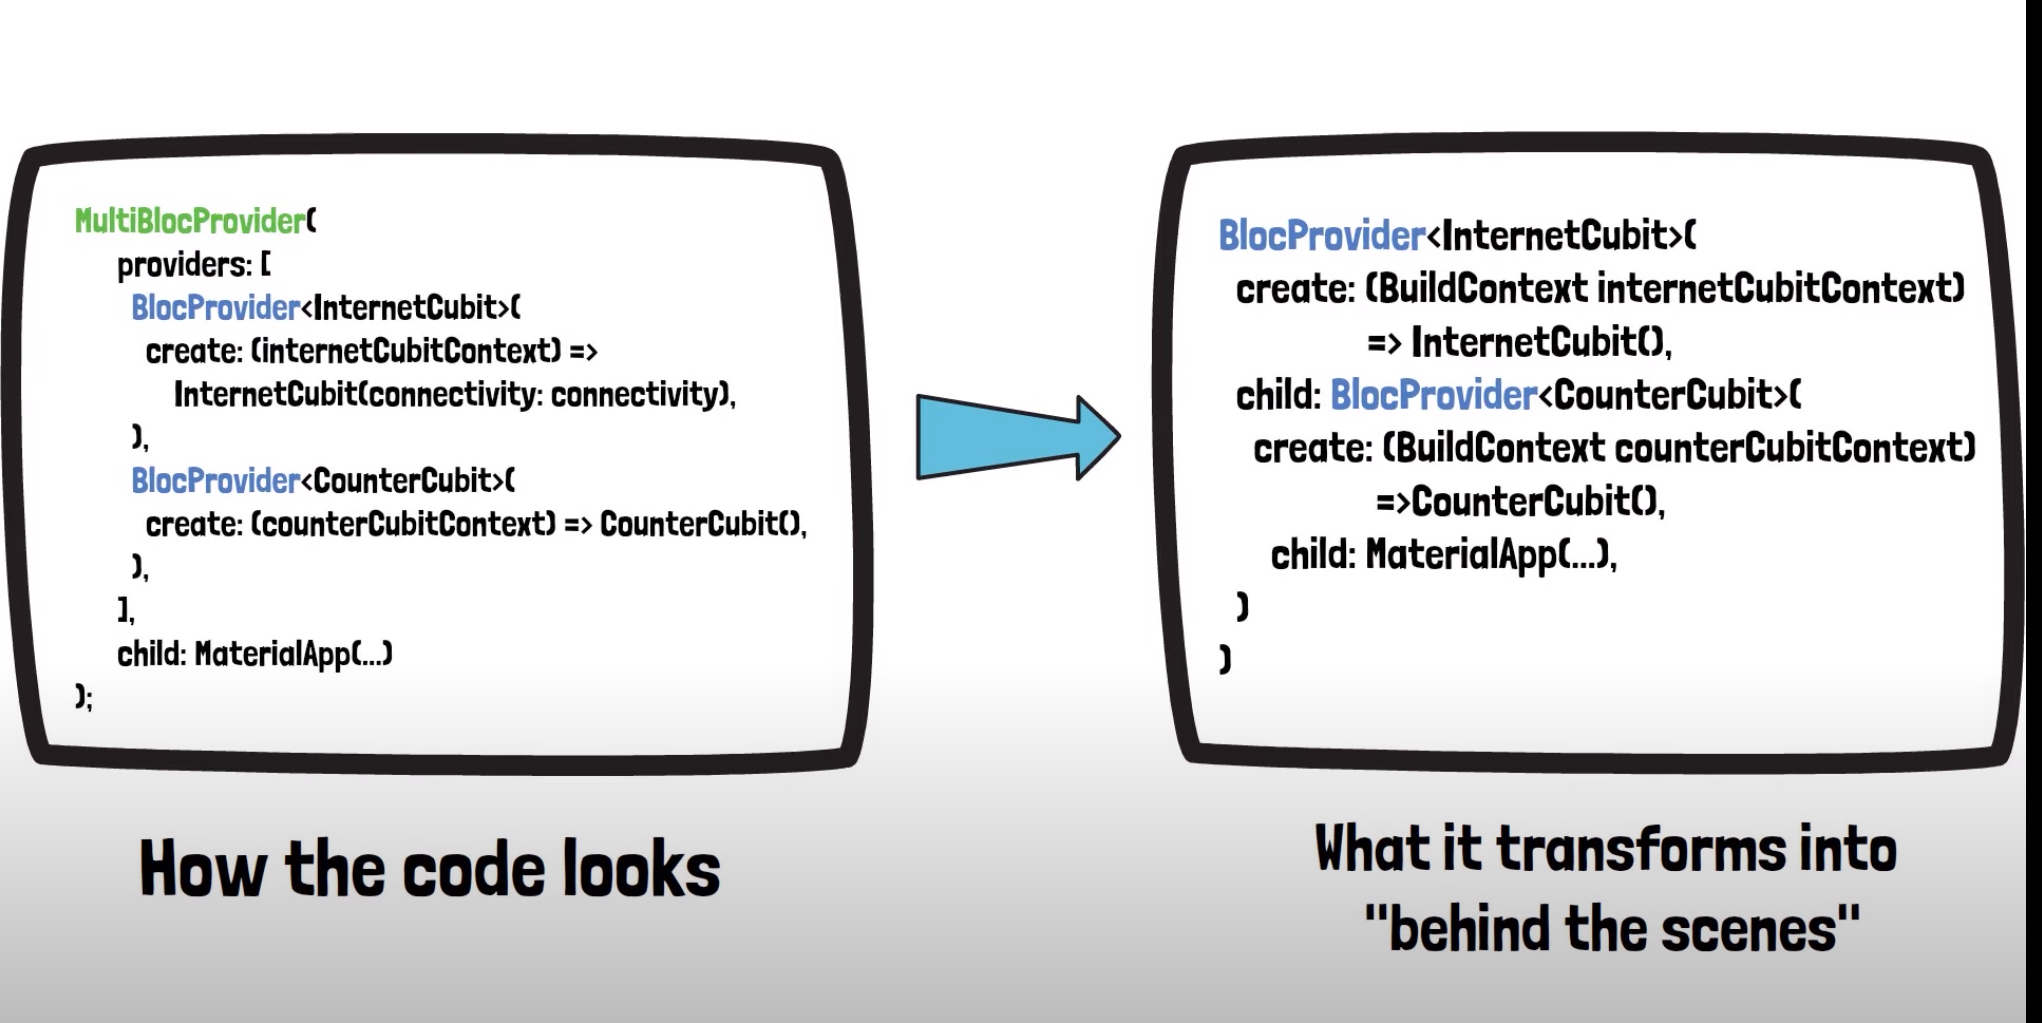 MultiBlocProvider(
providers: [
BlocProvider<InternetCubit>(
create: (internetCubitContext) =>
InternetCubit(connectivity: connectivity),
),
BlocProvider<CounterCubit>(
create: (counterCubitContext) => CounterCubit(),
),
],
child: MaterialApp(...)
);
How the code looks
BlocProvider<InternetCubit>(
create: (BuildContext internetCubitContext)
=> InternetCubit(),
child: BlocProvider<CounterCubit>(
create: (BuildContext counterCubitContext)
=>CounterCubit(),
child: MaterialApp(...),
)
)
What it transforms into
"behind the scenes"